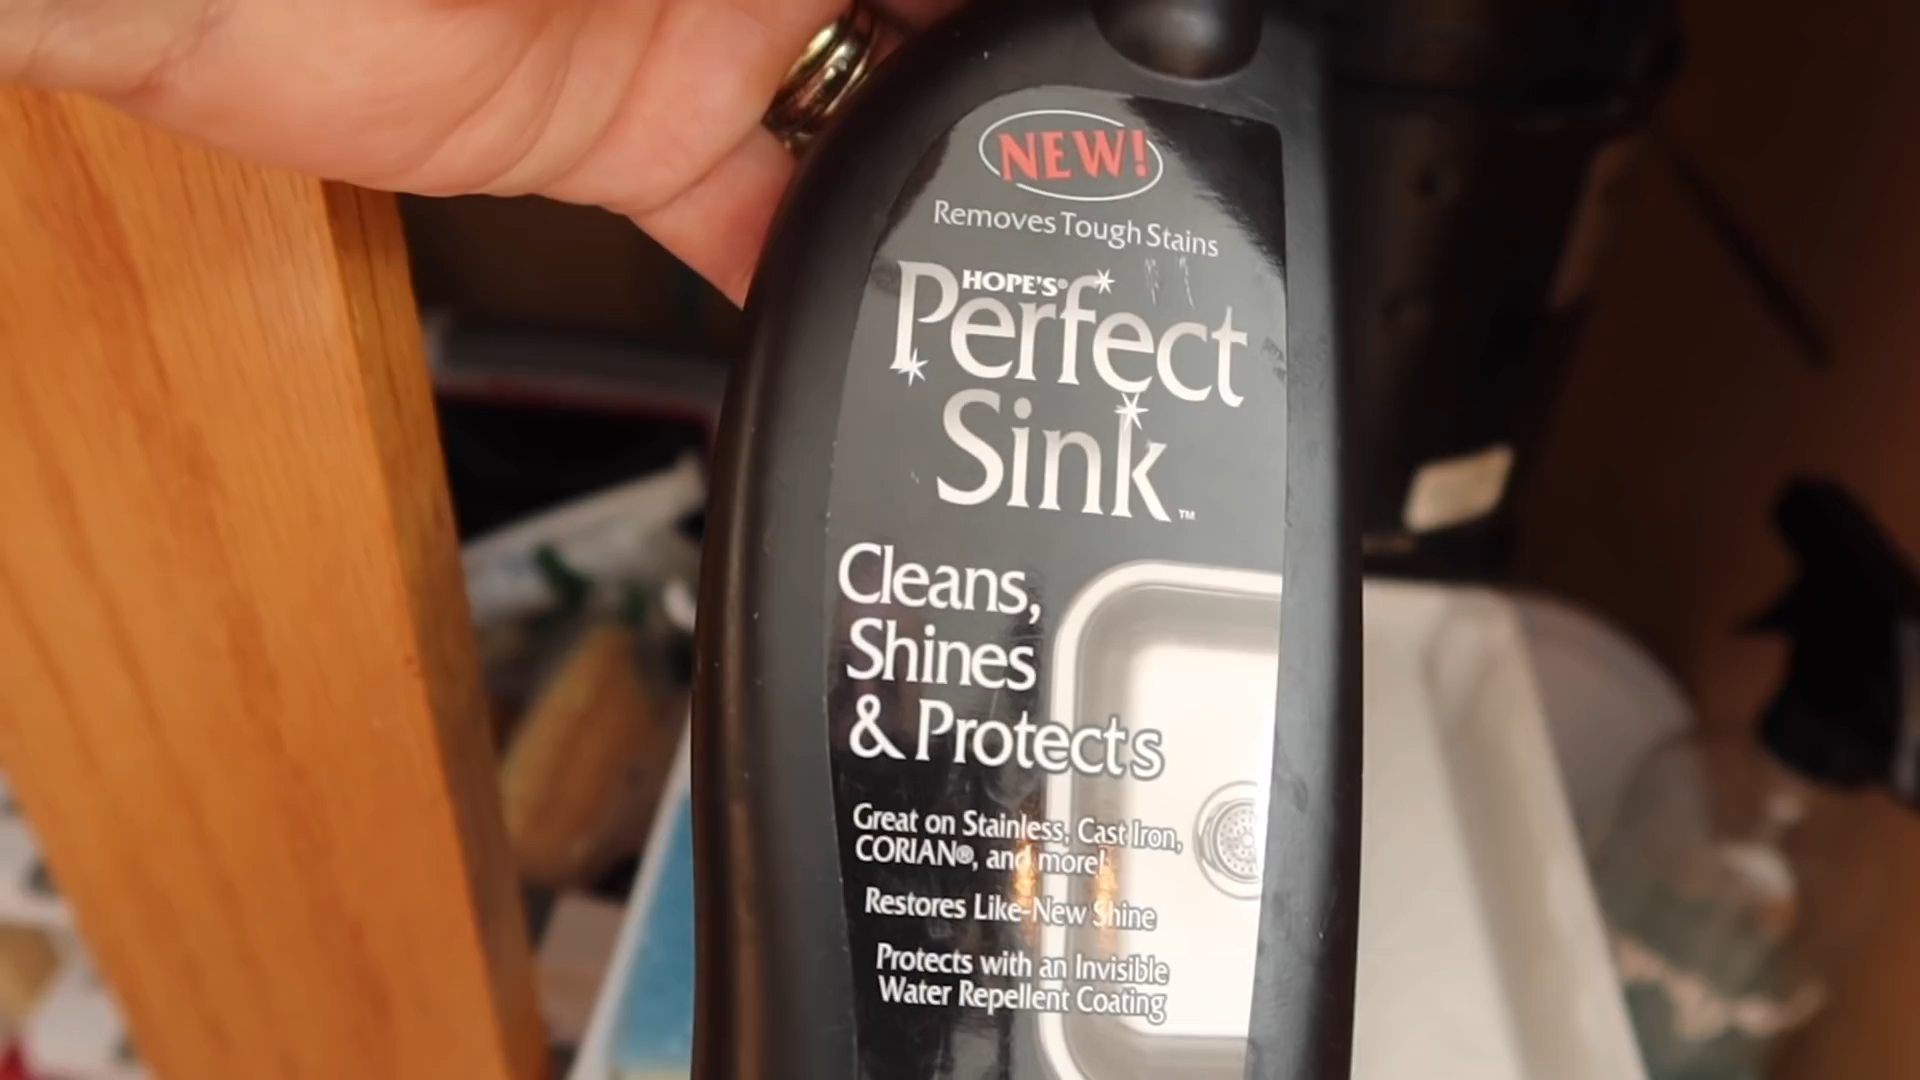 NEW!
Removes Tough Stains
HOPE'S®
Perfect
Sink™
Cleans,
Shines
& Protects
Great on Stainless, Cast Iron,
CORIAN®, and more!
Restores Like-New Shine
Protects with an Invisible
Water Repellent Coating